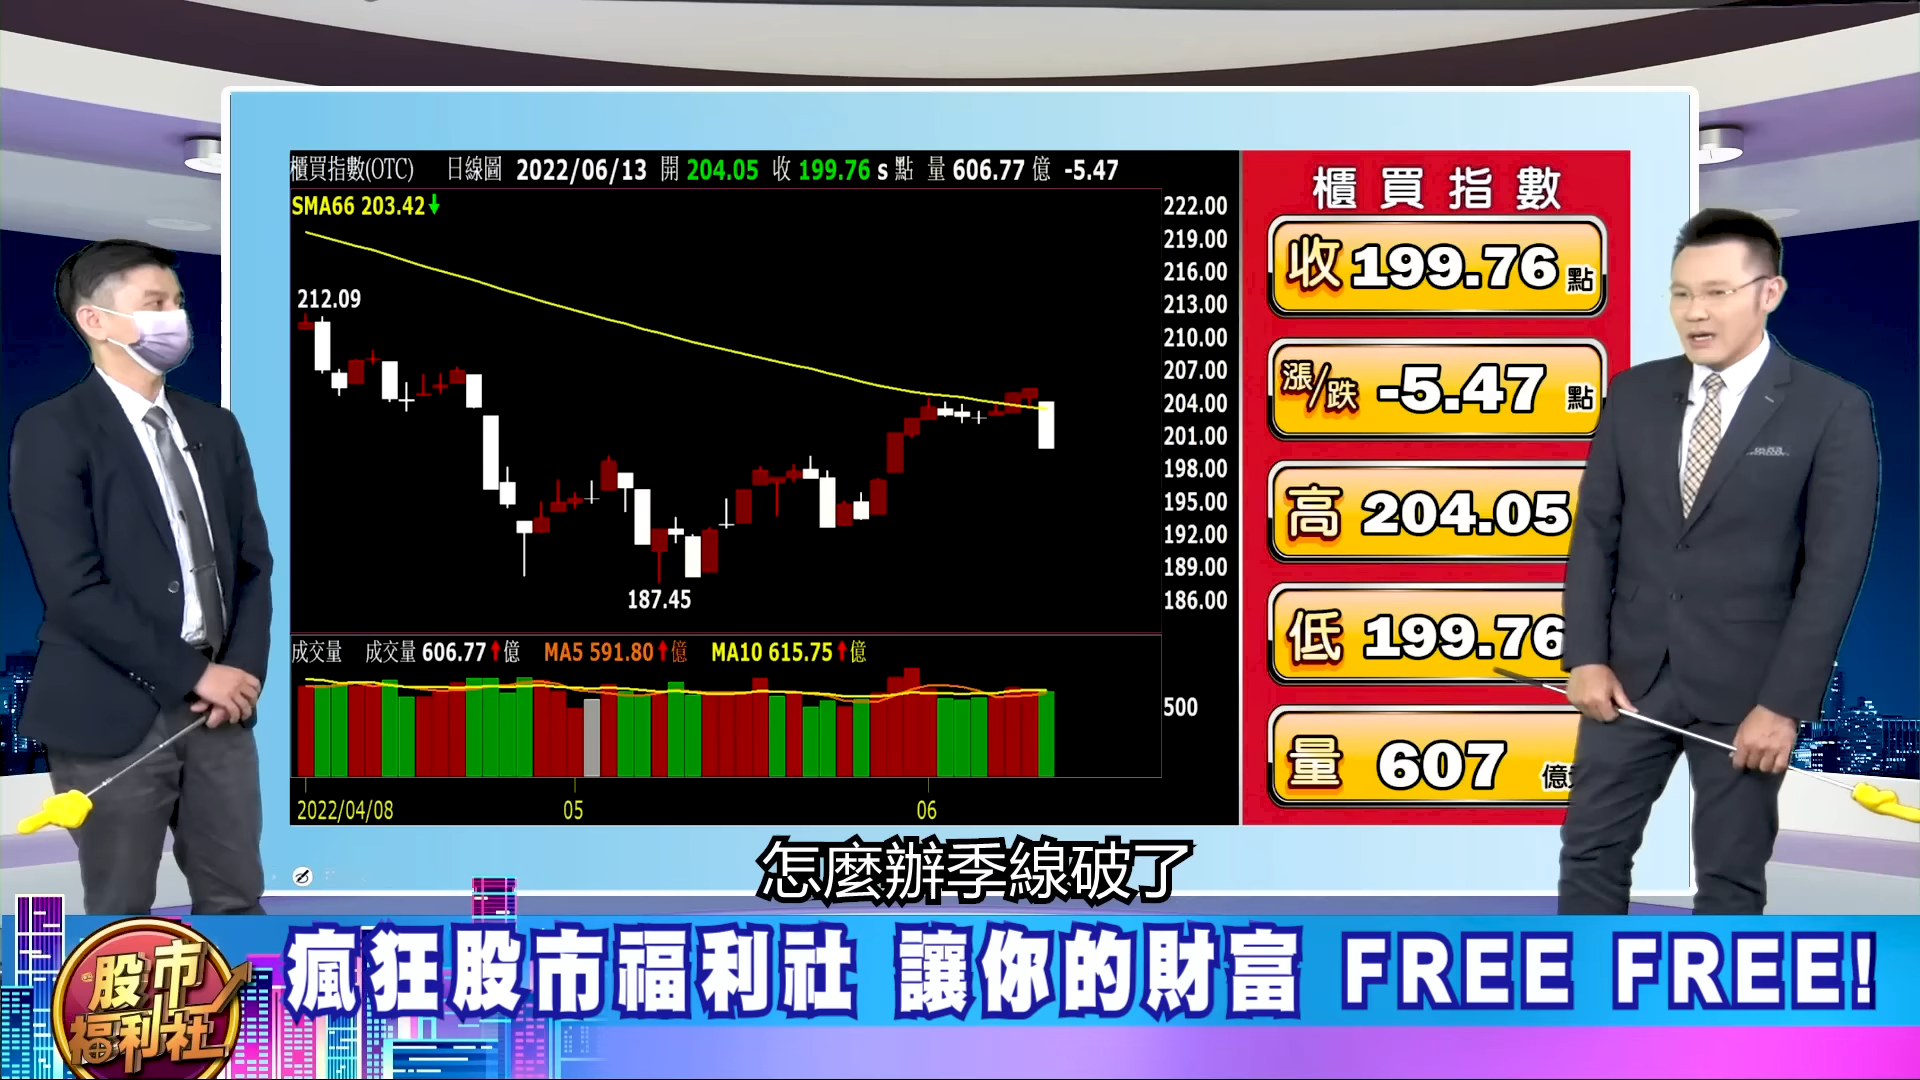 櫃買指數(OTC) 日線圖 2022/06/13 開 204.05 收 199.76 s 點 量 606.77 億 -5.47
SMA66 203.42↓
212.09
187.45
222.00
219.00
216.00
213.00
210.00
207.00
204.00
201.00
198.00
195.00
192.00
189.00
186.00
成交量 成交量 606.77↑億 MA5 591.80↑億 MA10 615.75↑億
500
2022/04/08 05 06
櫃買指數
收 199.76 點
漲/跌 -5.47 點
高 204.05
低 199.76
量 607 億
怎麼辦季線破了
瘋狂股市福利社 讓你的財富 FREE FREE!
股市
福利社